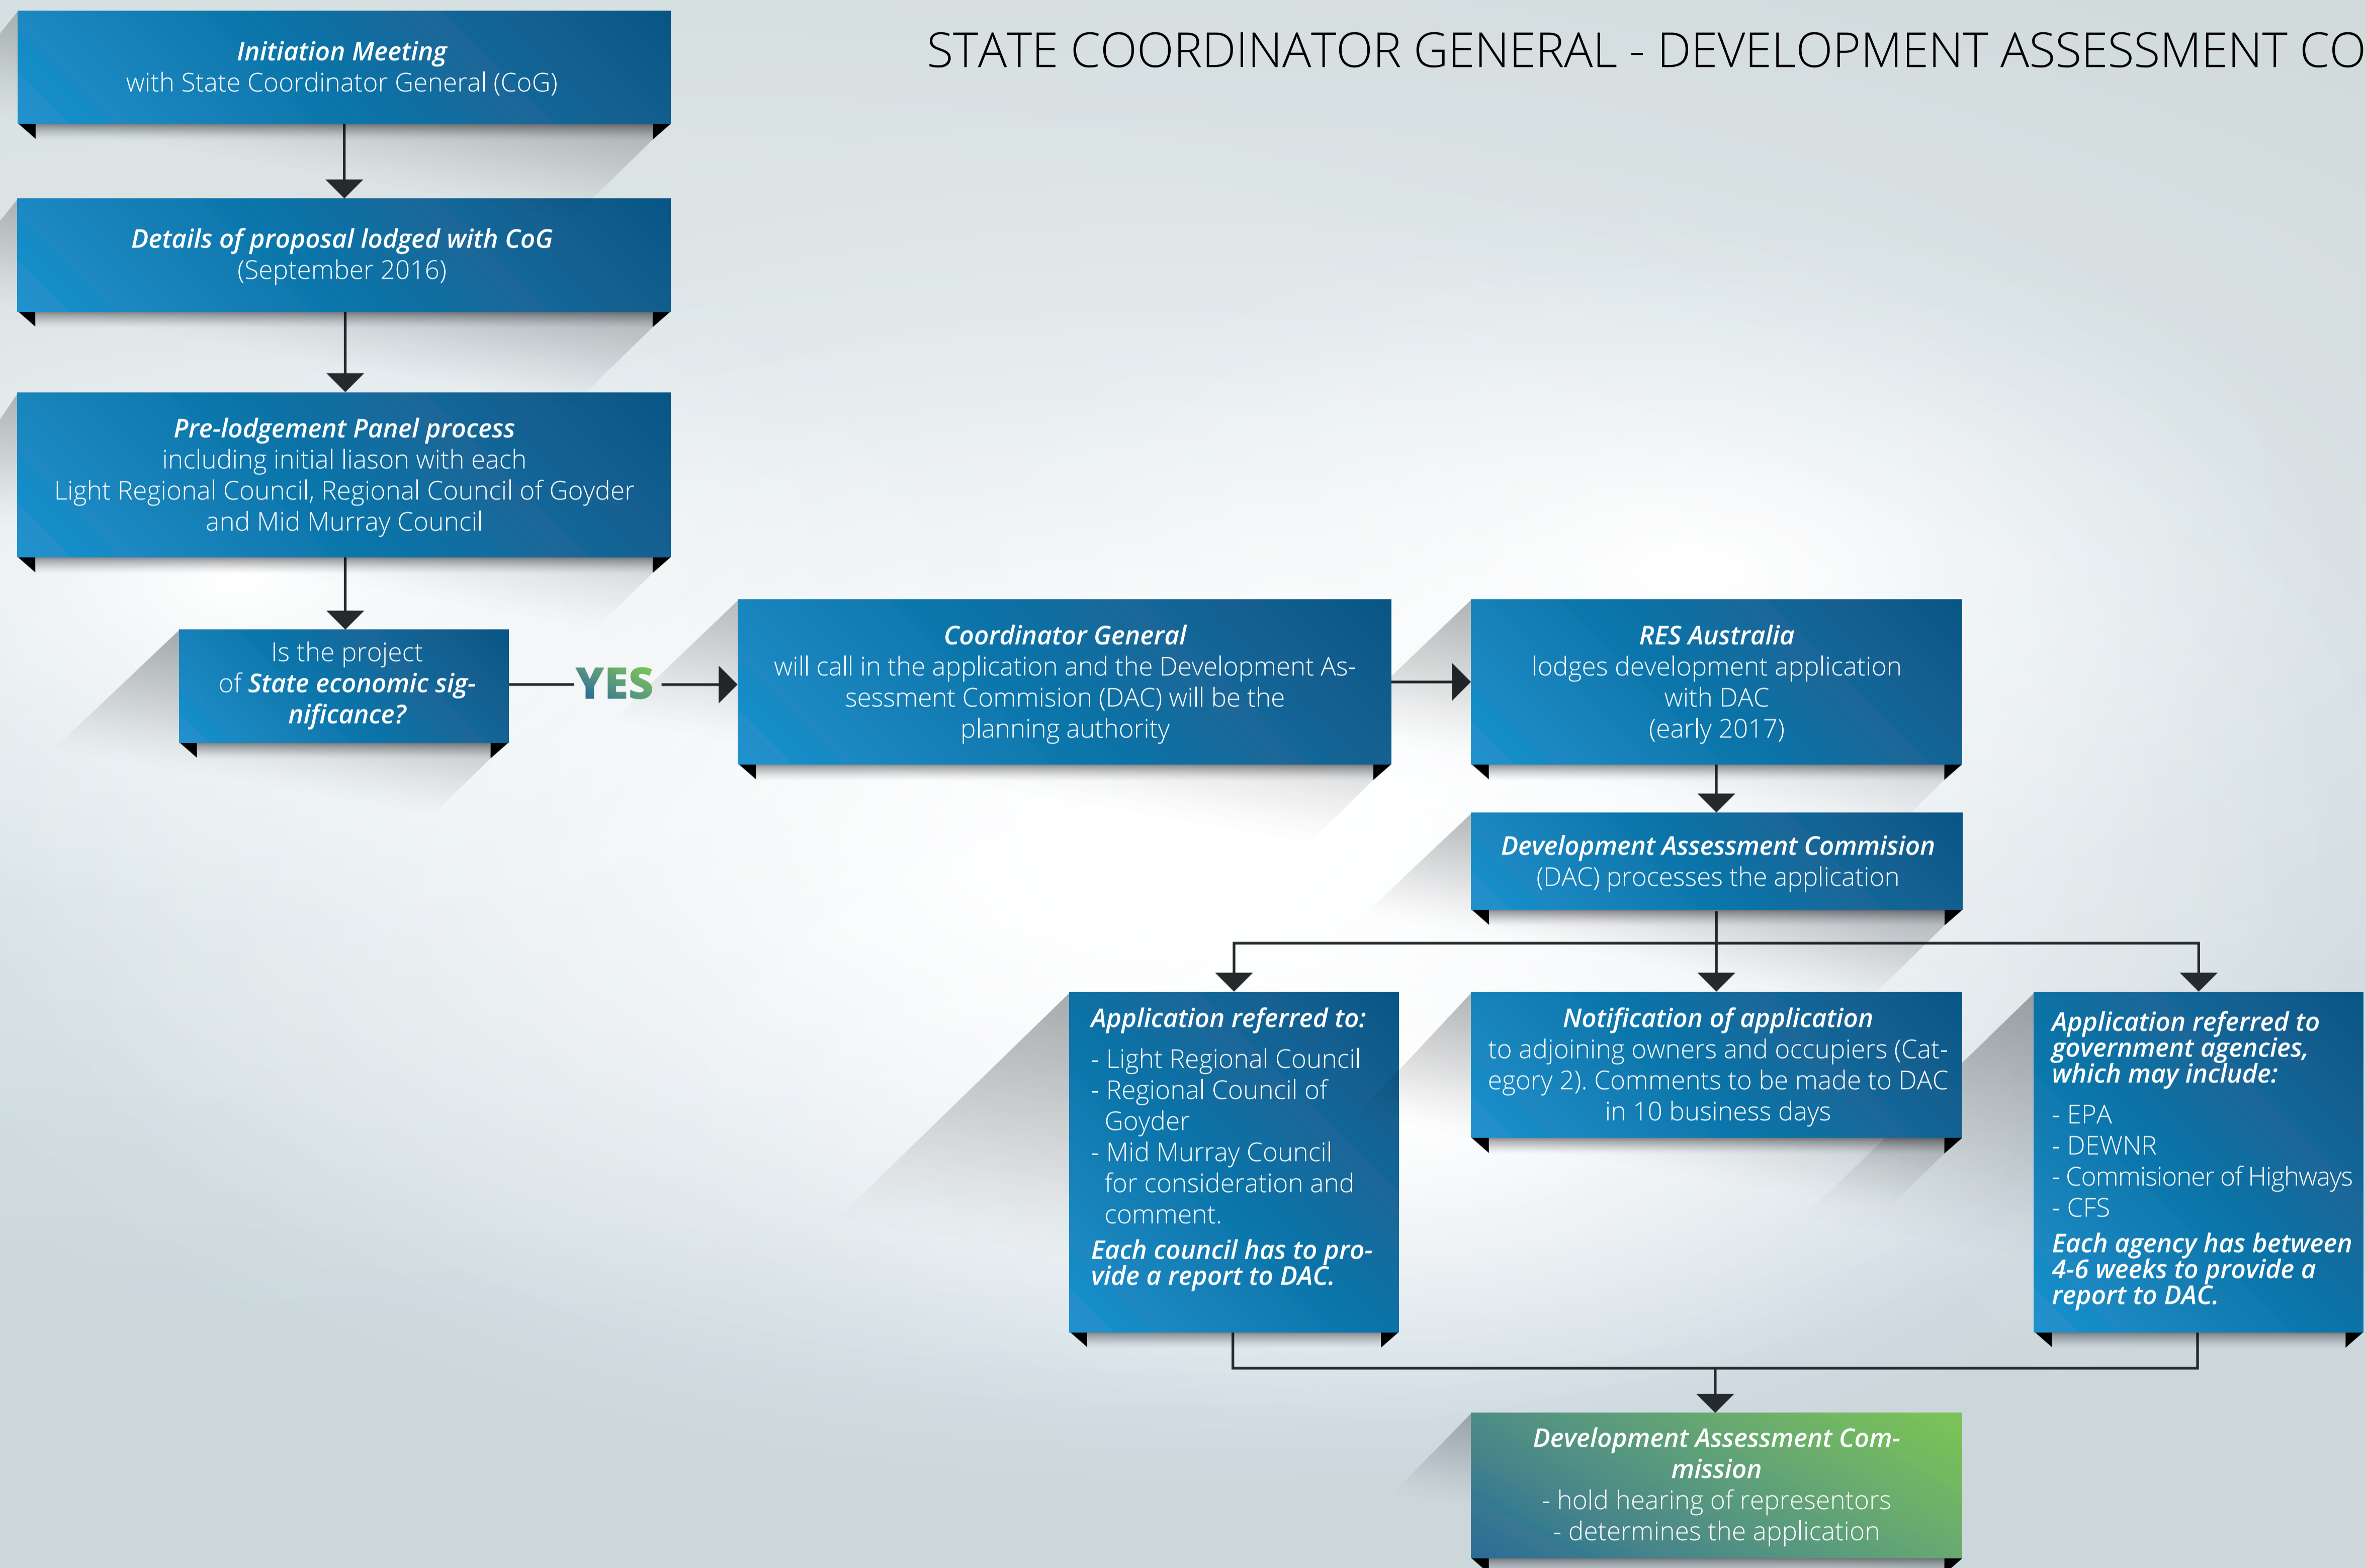 STATE COORDINATOR GENERAL - DEVELOPMENT ASSESSMENT CO
Initiation Meeting
with State Coordinator General (CoG)
Details of proposal lodged with CoG
(September 2016)
Pre-lodgement Panel process
including initial liason with each
Light Regional Council, Regional Council of Goyder
and Mid Murray Council
Is the project
of State economic sig-
nificance?
YES
Coordinator General
will call in the application and the Development As-
sessment Commision (DAC) will be the
planning authority
RES Australia
lodges development application
with DAC
(early 2017)
Development Assessment Commision
(DAC) processes the application
Application referred to:
- Light Regional Council
- Regional Council of
Goyder
- Mid Murray Council
for consideration and
comment.
Each council has to pro-
vide a report to DAC.
Notification of application
to adjoining owners and occupiers (Cat-
egory 2). Comments to be made to DAC
in 10 business days
Application referred to
government agencies,
which may include:
- EPA
- DEWNR
- Commisioner of Highways
- CFS
Each agency has between
4-6 weeks to provide a
report to DAC.
Development Assessment Com-
mission
- hold hearing of representors
- determines the application